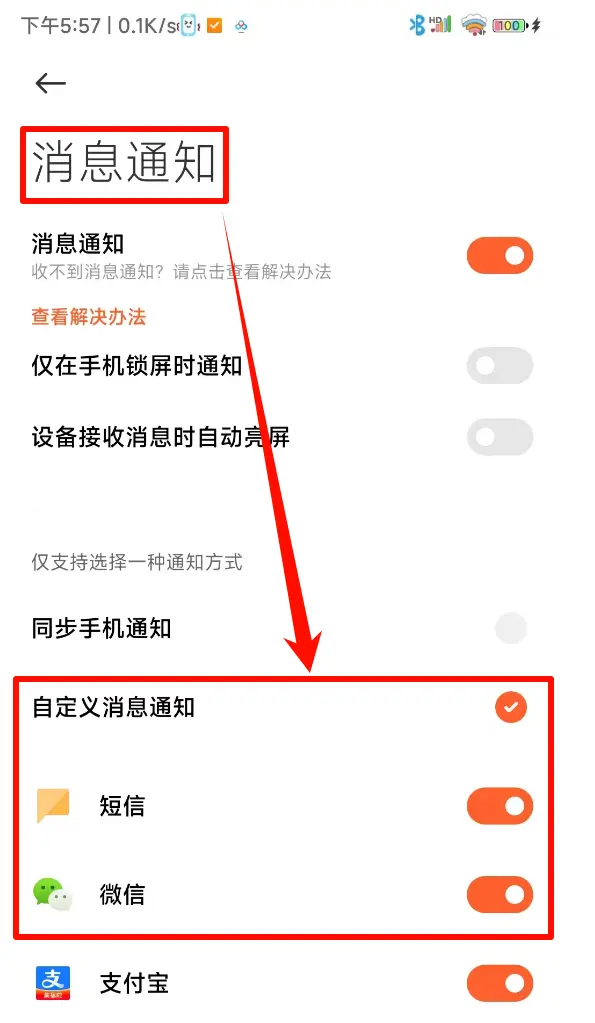 下午5:57 | 0.1K/s
HD
100
消息通知
消息通知
收不到消息通知？请点击查看解决办法
查看解决办法
仅在手机锁屏时通知
设备接收消息时自动亮屏
仅支持选择一种通知方式
同步手机通知
自定义消息通知
短信
微信
支
支付宝